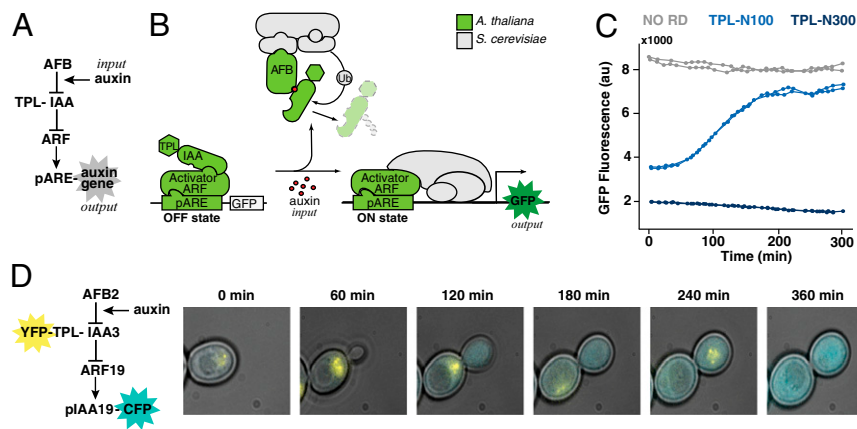 A
AFB
input
auxin
TPL- IAA
ARF
pARE-auxin gene
output
B
A. thaliana
S. cerevisiae
AFB
Ub
TPL
IAA
Activator
ARF
pARE
GFP
OFF state
auxin
input
Activator
ARF
pARE
ON state
GFP
output
C
NO RD TPL-N100 TPL-N300
x1000
GFP Fluorescence (au)
8
6
4
2
0 100 200 300
Time (min)
D
AFB2
auxin
YFP-TPL- IAA3
ARF19
pIAA19-CFP
0 min 60 min 120 min 180 min 240 min 360 min